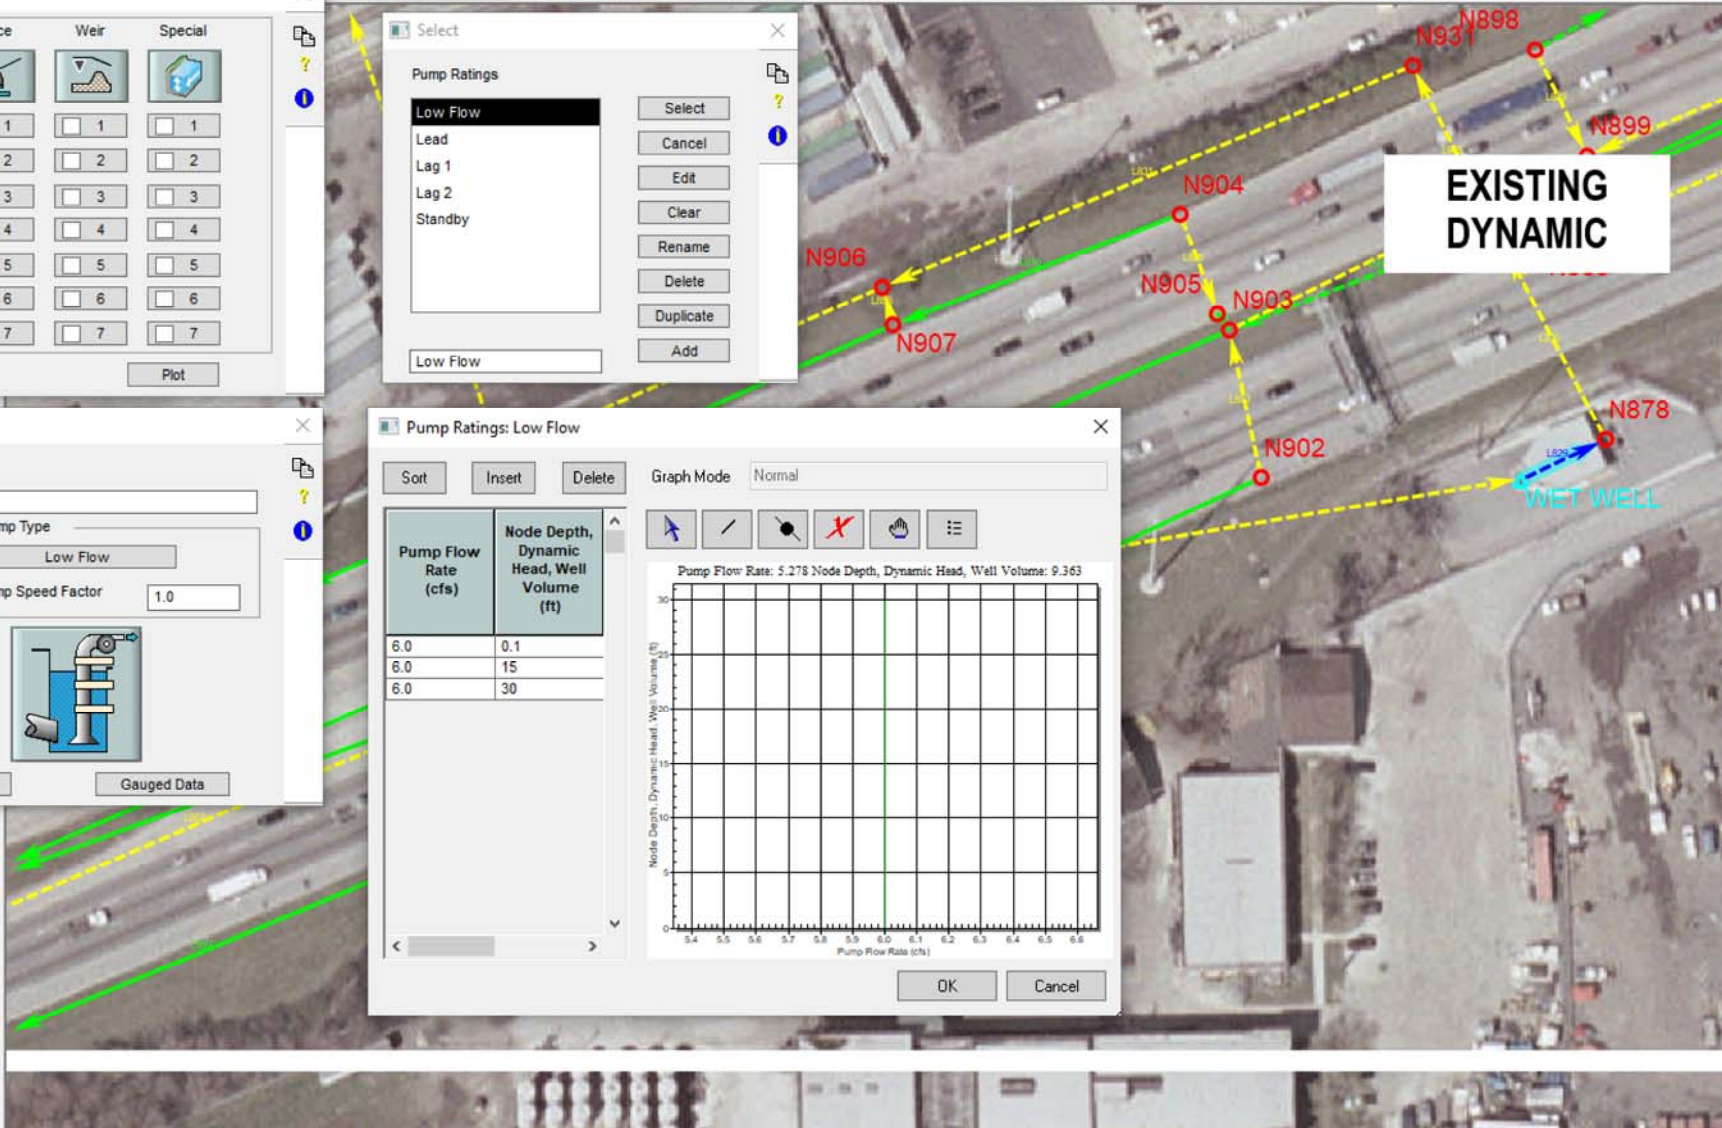 Weir Special
1 1 1
2 2 2
3 3 3
4 4 4
5 5 5
6 6 6
7 7 7
Plot
Select
Pump Ratings
Low Flow
Lead
Lag 1
Lag 2
Standby
Low Flow
Select
Cancel
Edit
Clear
Rename
Delete
Duplicate
Add
N898
N931
N899
EXISTING
DYNAMIC
N904
N906
N905
N903
N907
N878
N902
L829
WET WELL
Low Flow
1.0
Gauged Data
Pump Ratings: Low Flow
Sort
Insert
Delete
Graph Mode
Normal
Pump Flow
Rate
(cfs)
Node Depth,
Dynamic
Head, Well
Volume
(ft)
6.0 0.1
6.0 15
6.0 30
Pump Flow Rate: 5.278 Node Depth, Dynamic Head, Well Volume: 9.363
30
25
20
15
10
5
0
Node Depth, Dynamic Head, Well Volume (ft)
5.4 5.5 5.6 5.7 5.8 5.9 6.0 6.1 6.2 6.3 6.4 6.5 6.6
Pump Flow Rate (cfs)
OK
Cancel